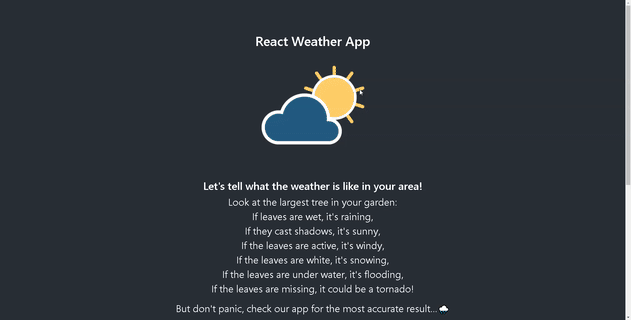 React Weather App
Let's tell what the weather is like in your area!
Look at the largest tree in your garden:
If leaves are wet, it's raining,
If they cast shadows, it's sunny,
If the leaves are active, it's windy,
If the leaves are white, it's snowing,
If the leaves are under water, it's flooding,
If the leaves are missing, it could be a tornado!
But don't panic, check our app for the most accurate result...